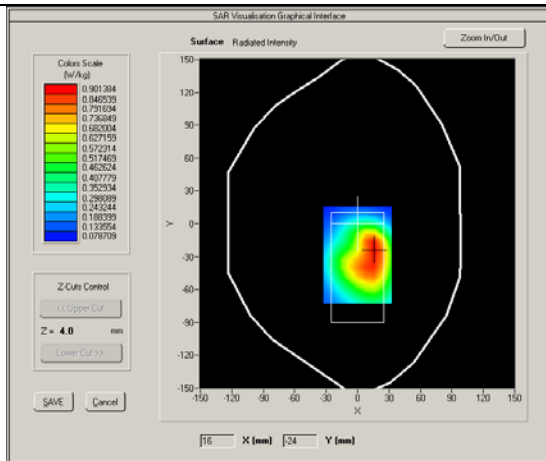 SAR Visualisation Graphical Interface
Surface Radiated Intensity
Zoom In/Out
Colors Scale
(W/kg)
0.901384
0.846539
0.791694
0.736849
0.682004
0.627159
0.572314
0.517469
0.462624
0.407779
0.352934
0.298089
0.243244
0.188399
0.133554
0.078709
Z-Cuts Control
<< Upper Cut
Z = 4.0 mm
Lower Cut >>
SAVE
Cancel
150
120
90
60
30
0
-30
-60
-90
-120
-150
Y
-150
-120
-90
-60
-30
0
30
60
90
120
150
X
16 X (mm) -24 Y (mm)